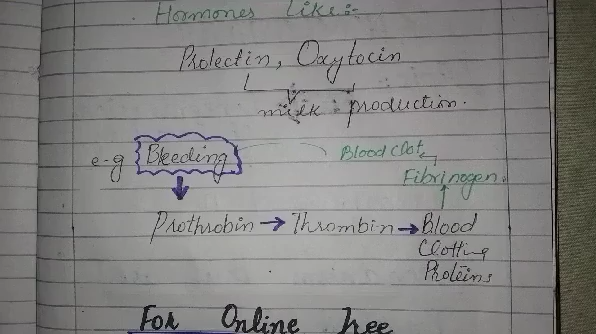 Hormones like:-
Prolectin, Oxytocin
milk production.
e-g Bleeding
Blood Clot
Fibrinogen.
Prothrobin → Thrombin → Blood
Clotting
Proteins
For Online free